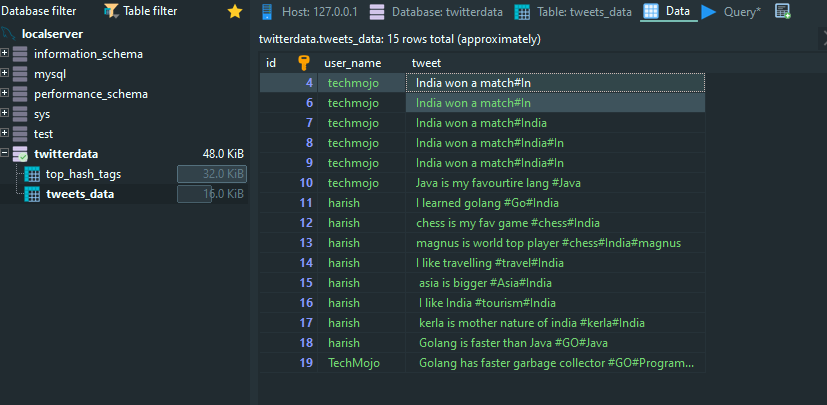 Database filter Table filter Host: 127.0.0.1 Database: twitterdata Table: tweets_data Data Query*
localserver
information_schema
mysql
performance_schema
sys
test
twitterdata 48.0 KiB
top_hash_tags 32.0 KiB
tweets_data 16.0 KiB
twitterdata.tweets_data: 15 rows total (approximately)
id user_name tweet
4 techmojo India won a match#In
6 techmojo India won a match#In
7 techmojo India won a match#India
8 techmojo India won a match#India#In
9 techmojo India won a match#India#In
10 techmojo Java is my favourtire lang #Java
11 harish I learned golang #Go#India
12 harish chess is my fav game #chess#India
13 harish magnus is world top player #chess#India#magnus
14 harish I like travelling #travel#India
15 harish asia is bigger #Asia#India
16 harish I like India #tourism#India
17 harish kerla is mother nature of india #kerla#India
18 harish Golang is faster than Java #GO#Java
19 TechMojo Golang has faster garbage collector #GO#Program...